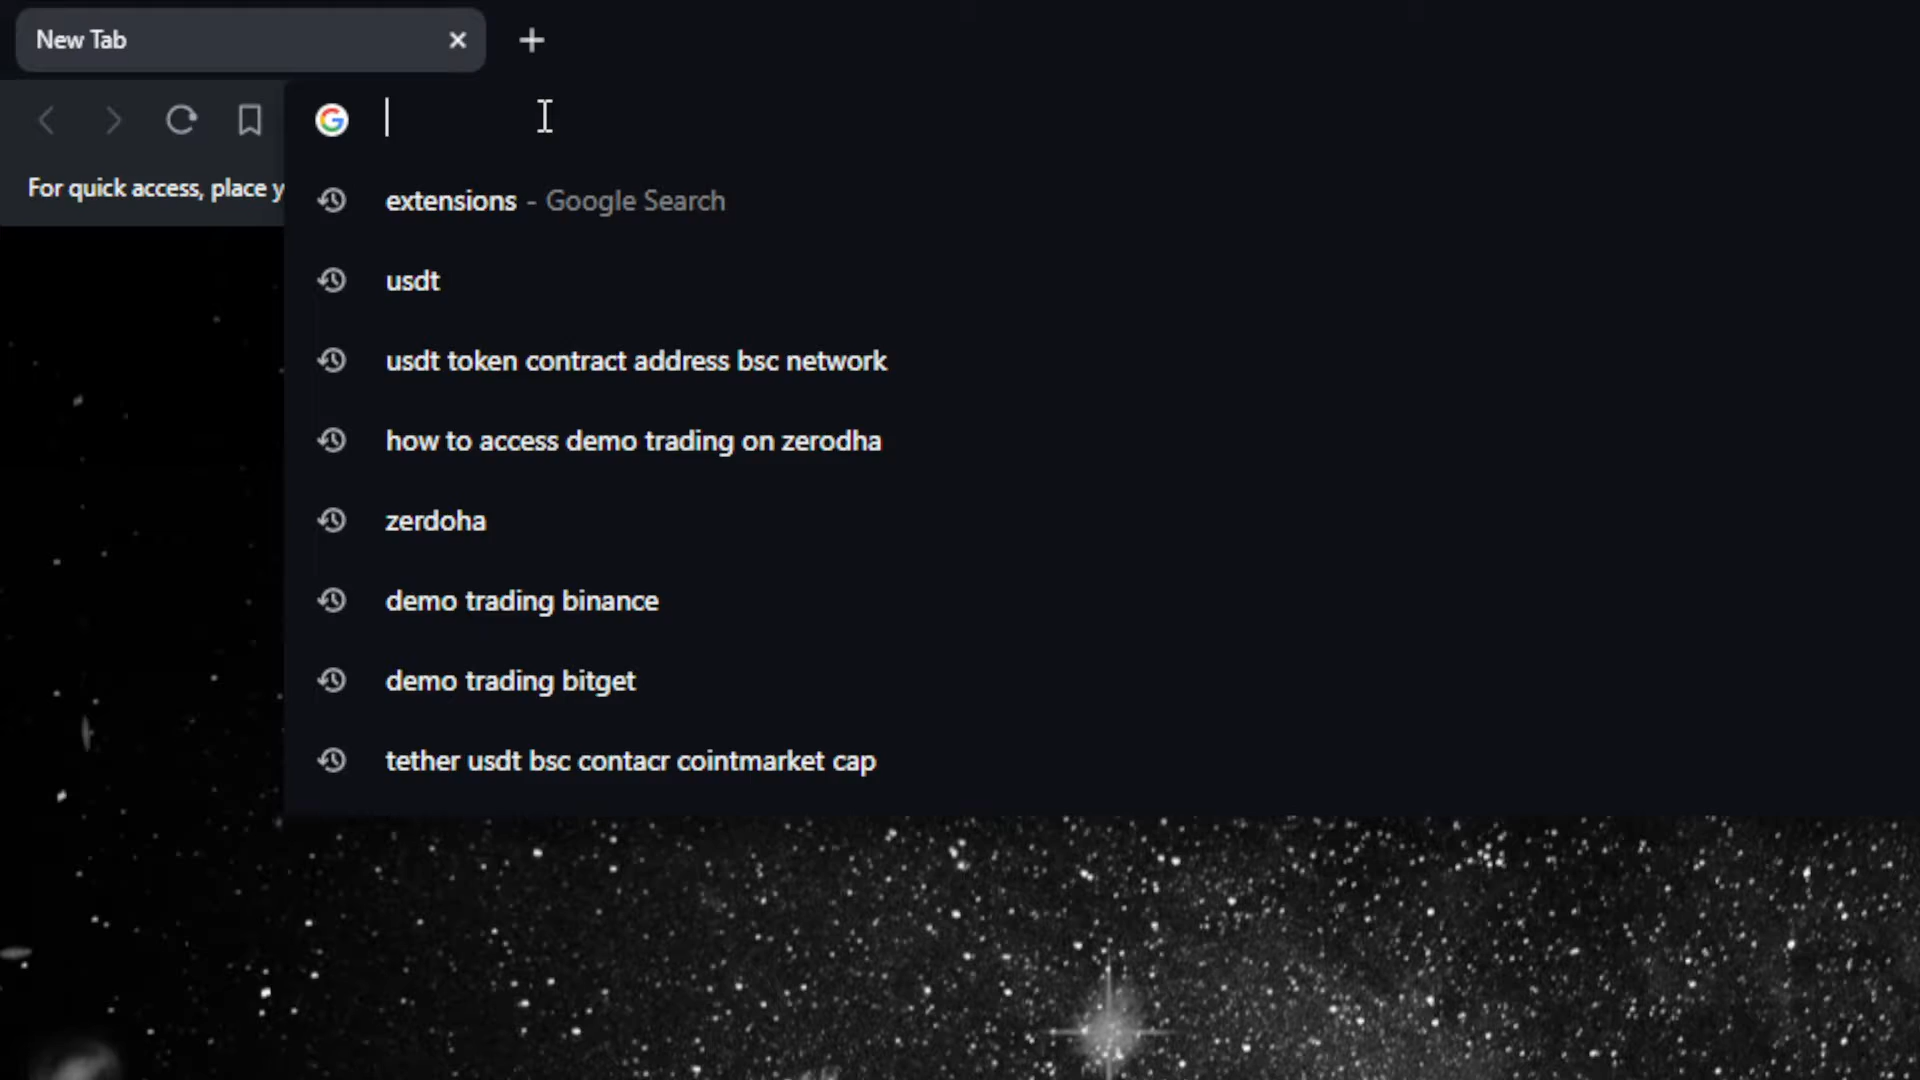 New Tab
For quick access, place y
extensions - Google Search
usdt
usdt token contract address bsc network
how to access demo trading on zerodha
zerdoha
demo trading binance
demo trading bitget
tether usdt bsc contacr cointmarket cap